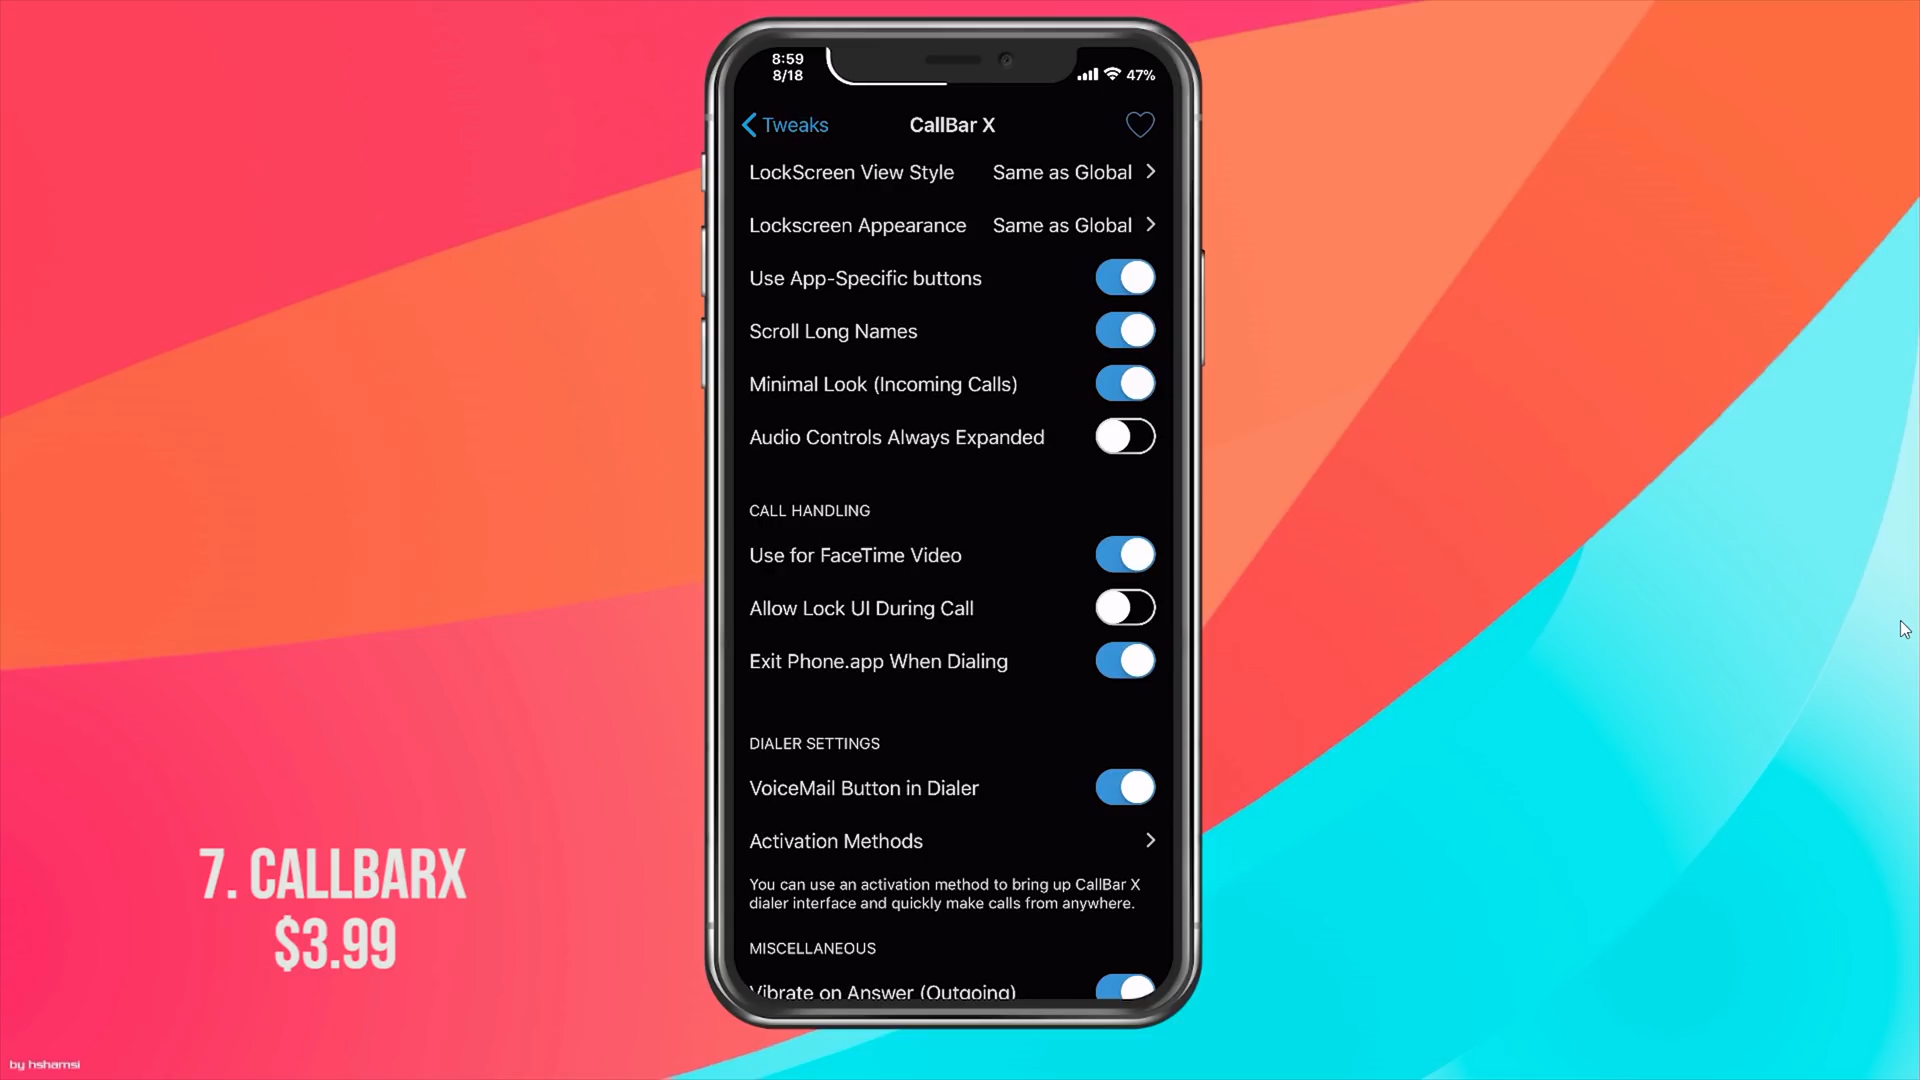 8:59
8/18
47%
Tweaks
CallBar X
LockScreen View Style Same as Global
Lockscreen Appearance Same as Global
Use App-Specific buttons
Scroll Long Names
Minimal Look (Incoming Calls)
Audio Controls Always Expanded
CALL HANDLING
Use for FaceTime Video
Allow Lock UI During Call
Exit Phone.app When Dialing
DIALER SETTINGS
VoiceMail Button in Dialer
Activation Methods
You can use an activation method to bring up CallBar X
dialer interface and quickly make calls from anywhere.
MISCELLANEOUS
Vibrate on Answer (Outgoing)
7. CALLBARX
$3.99
by hshamsi